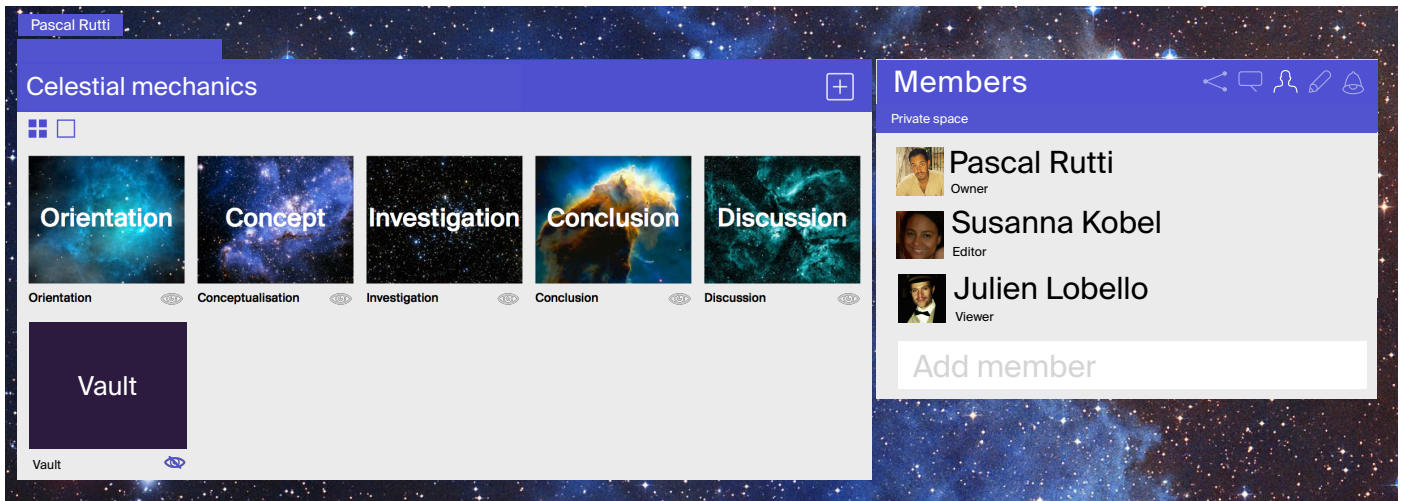 Pascal Rutti
Celestial mechanics
Orientation
Concept
Investigation
Conclusion
Discussion
Orientation
Conceptualisation
Investigation
Conclusion
Discussion
Vault
Vault
Members
Private space
Pascal Rutti
Owner
Susanna Kobel
Editor
Julien Lobello
Viewer
Add member